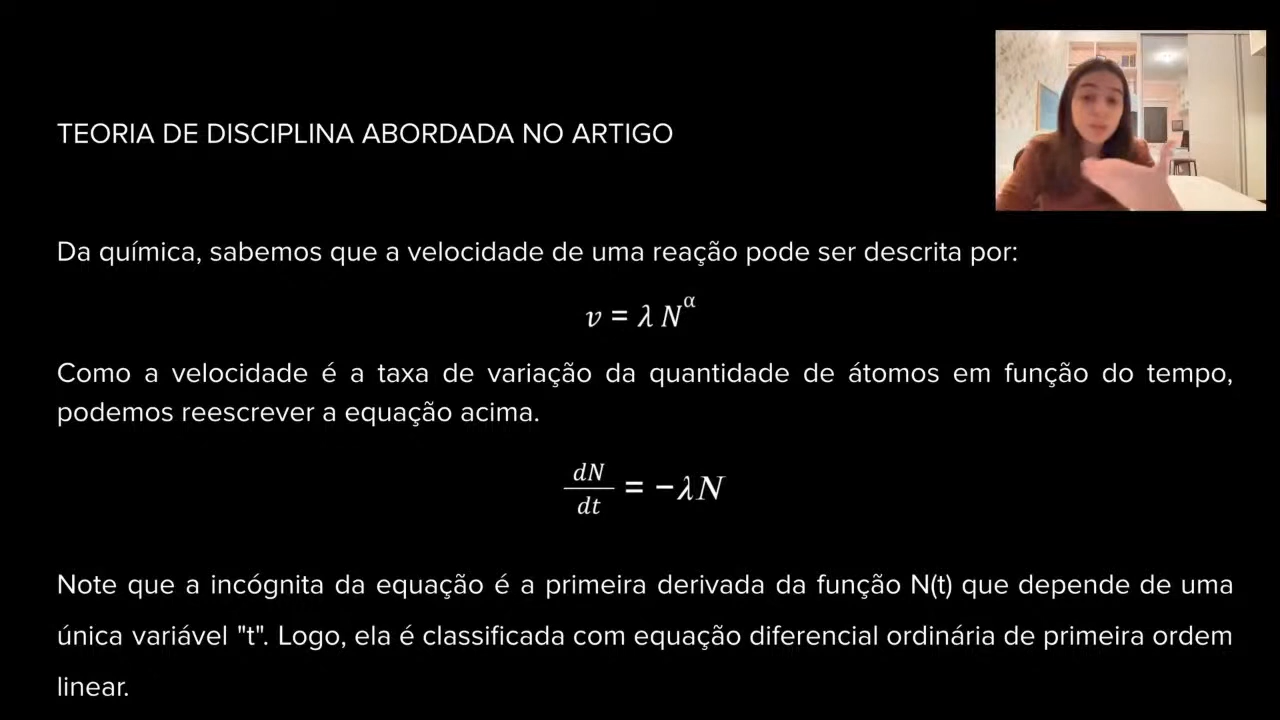 TEORIA DE DISCIPLINA ABORDADA NO ARTIGO
Da química, sabemos que a velocidade de uma reação pode ser descrita por:
v = λ N^α
Como a velocidade é a taxa de variação da quantidade de átomos em função do tempo,
podemos reescrever a equação acima.
dN/dt = −λN
Note que a incógnita da equação é a primeira derivada da função N(t) que depende de uma
única variável "t". Logo, ela é classificada com equação diferencial ordinária de primeira ordem
linear.